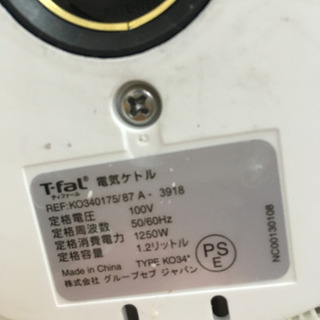 T-faL® 電気ケトル
ティファール
REF:KO340175/87 A - 3918
定格電圧 100V
定格周波数 50/60Hz
定格消費電力 1250W
定格容量 1.2リットル
Made in China TYPE KO34*
株式会社 グループセブ ジャパン
PS
E
NC00130108